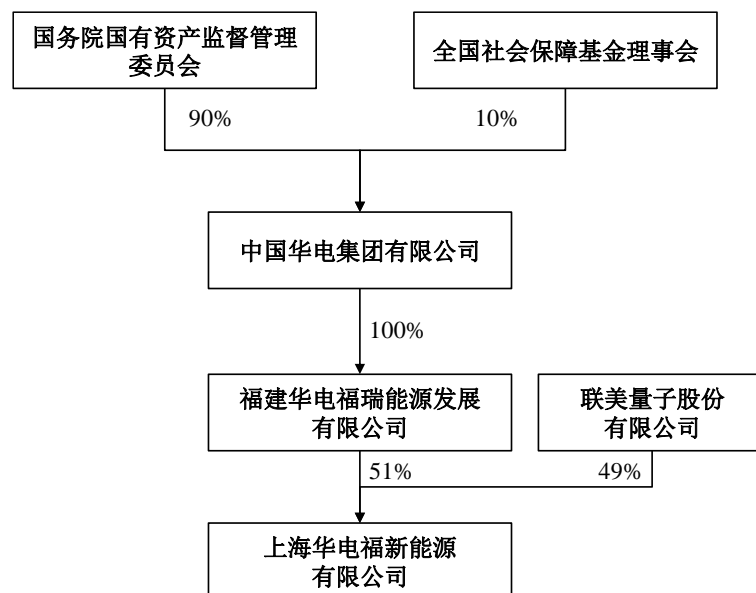 国务院国有资产监督管理
委员会
全国社会保障基金理事会
90%
10%
中国华电集团有限公司
100%
福建华电福瑞能源发展
有限公司
联美量子股份
有限公司
51%
49%
上海华电福新能源
有限公司